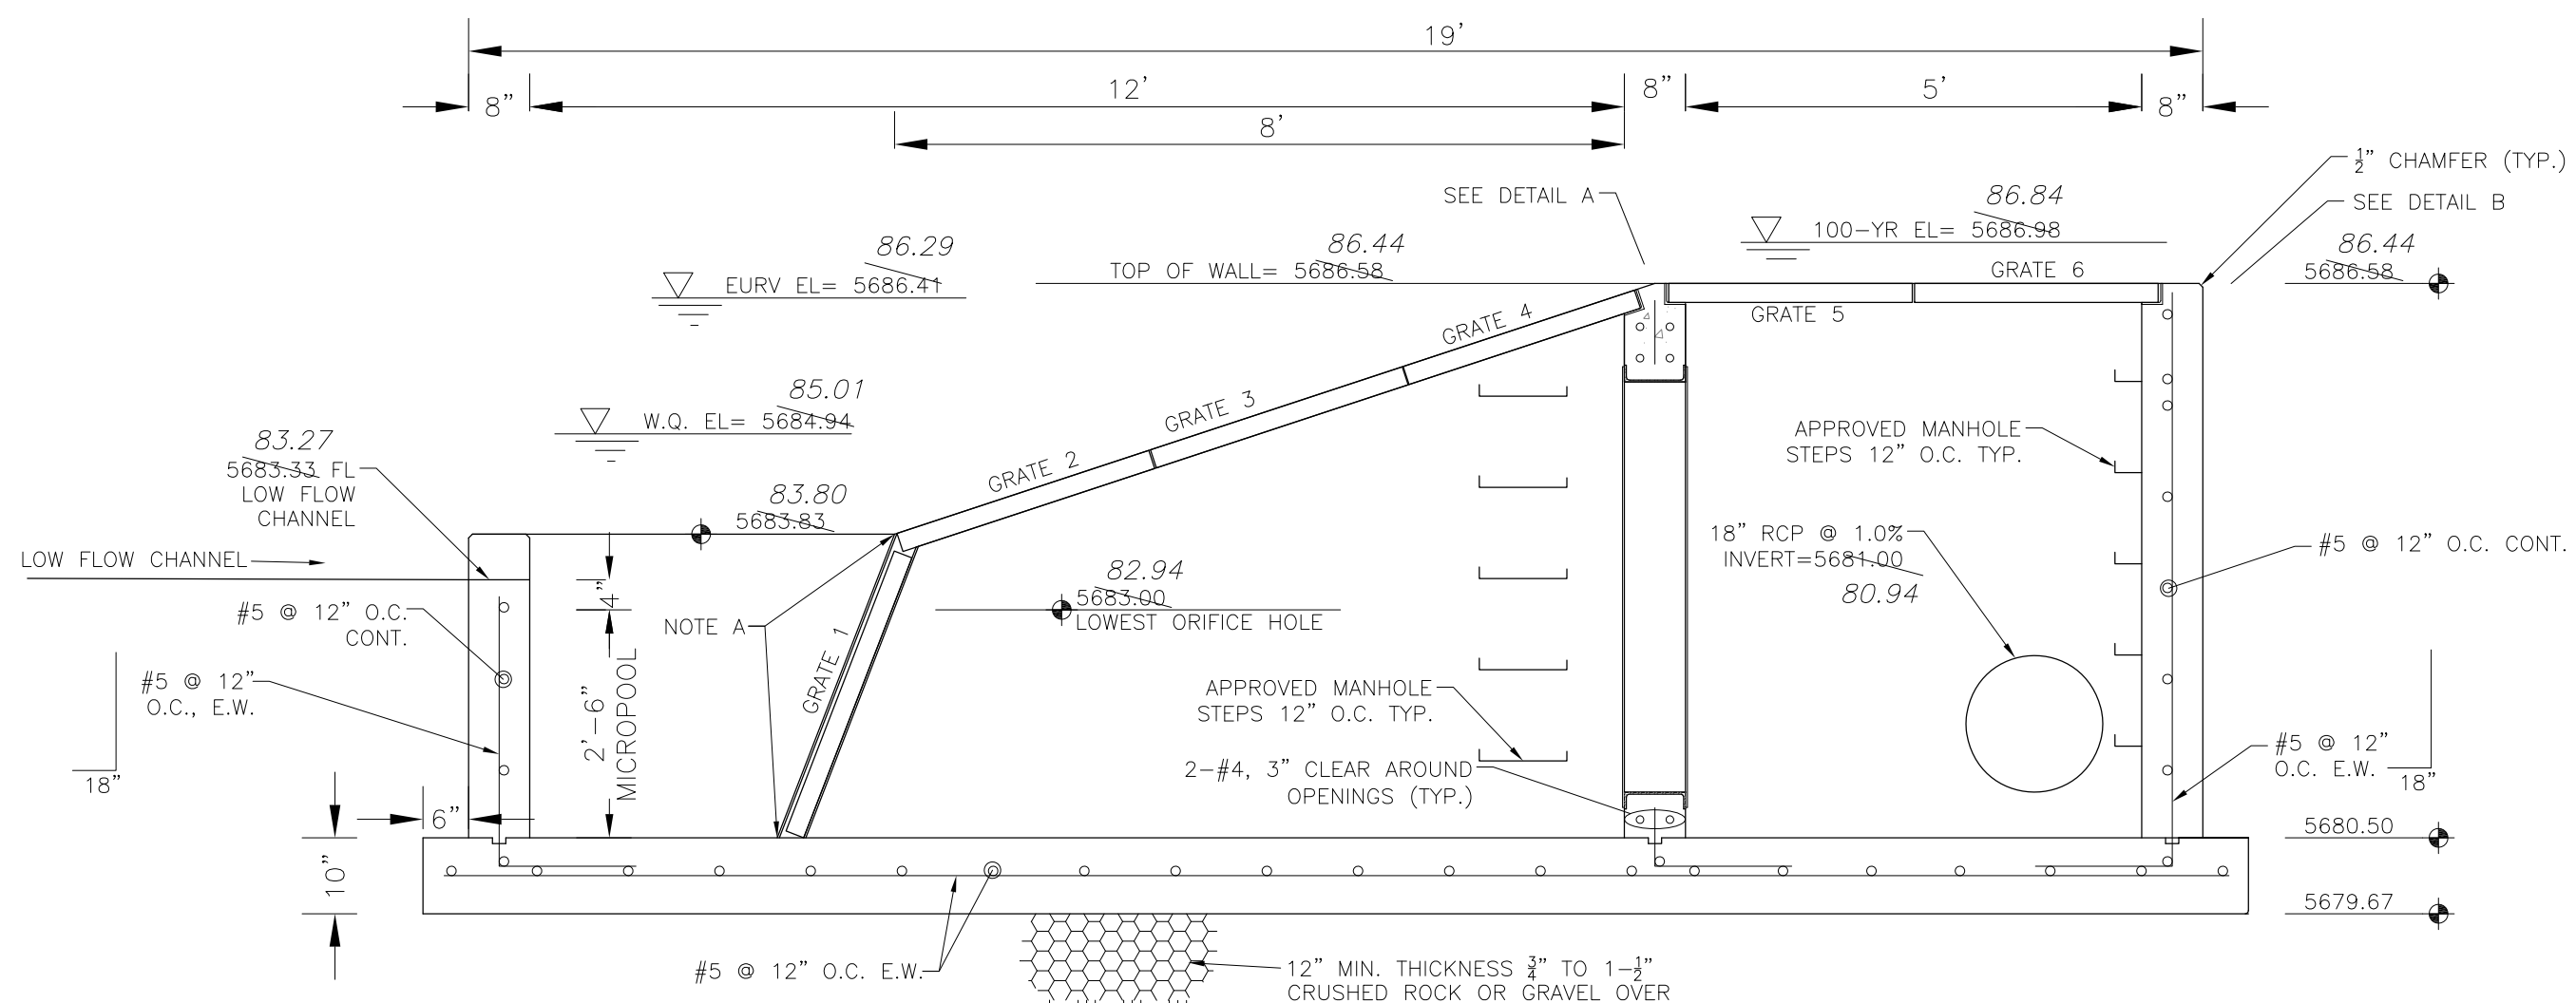 19'
8"
12'
8"
5'
8"
8'
½" CHAMFER (TYP.)
SEE DETAIL A
SEE DETAIL B
86.84
100-YR EL= 5686.98
86.44
5686.58
86.29
EURV EL= 5686.41
86.44
TOP OF WALL= 5686.58
GRATE 6
GRATE 5
GRATE 4
GRATE 3
GRATE 2
GRATE 1
85.01
W.Q. EL= 5684.94
83.27
5683.33 FL
LOW FLOW
CHANNEL
83.80
5683.83
LOW FLOW CHANNEL
APPROVED MANHOLE
STEPS 12" O.C. TYP.
18" RCP @ 1.0%
INVERT=5681.00
80.94
#5 @ 12" O.C. CONT.
82.94
5683.00
LOWEST ORIFICE HOLE
4"
#5 @ 12" O.C.
CONT.
NOTE A
#5 @ 12"
O.C., E.W.
2'-6"
MICROPOOL
APPROVED MANHOLE
STEPS 12" O.C. TYP.
2-#4, 3" CLEAR AROUND
OPENINGS (TYP.)
#5 @ 12"
O.C. E.W.
18"
18"
6"
10"
5680.50
5679.67
#5 @ 12" O.C. E.W.
12" MIN. THICKNESS ¾" TO 1-½"
CRUSHED ROCK OR GRAVEL OVER